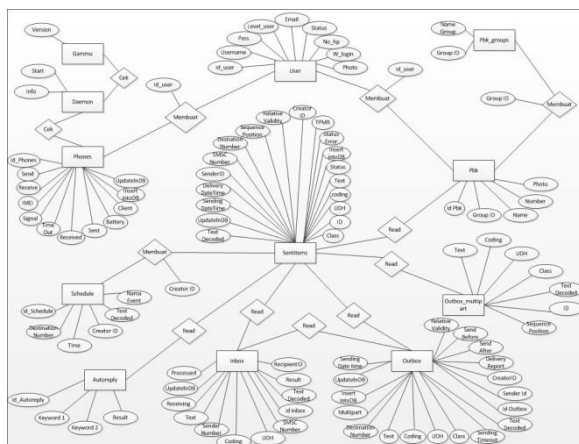 Version
Gammu
Start
Info
Daemon
Cek
Cek
Level_user
Email
Status
Pass
No_hp
Username
W_login
id_user
User
Photo
Name
Group
Pbk_groups
Group ID
id_user
Membuat
id_user
Membuat
Group ID
Membuat
id_Phones
Phones
Send
Receive
IMEI
Signal
Time
Out
Received
Sent
Battery
Client
Insert
intoDB
UpdateInDB
Relative
Validity
Creator
ID
TPMR
Sequence
Position
Status
Error
Destination
Number
Insert
intoDB
SMSC
Number
Status
SenderID
Text
Delivery
DateTime
coding
Sending
DateTime
UDH
UpdateInDB
ID
Text
Decoded
Class
SentItems
Pbk
Photo
Number
Name
Group ID
id Pbk
Read
Read
Membuat
Creator ID
Schedule
Nama
Event
id_Schedule
Text
Decoded
Destination
Number
Creator ID
Time
Text
Coding
UDH
Class
Text
Decoded
ID
Sequence
Position
Outbox_multip
art
Read
Read
Read
Read
Autoreply
id_Autoreply
Keyword 1
Keyword 2
Result
Inbox
Processed
UpdateInDB
Receiving
Text
Sender
Number
Coding
UDH
SMSC
Number
id inbox
Text
Decoded
Result
RecipientID
Outbox
Relative
Validity
Send
Before
Send
After
Delivery
Report
CreatorID
Sender Id
id Outbox
Text
Decoded
Sending
Timeout
Class
UDH
Coding
Text
Destination
Number
Multipart
Insert
intoDB
UpdateInDB
Sending
Date time